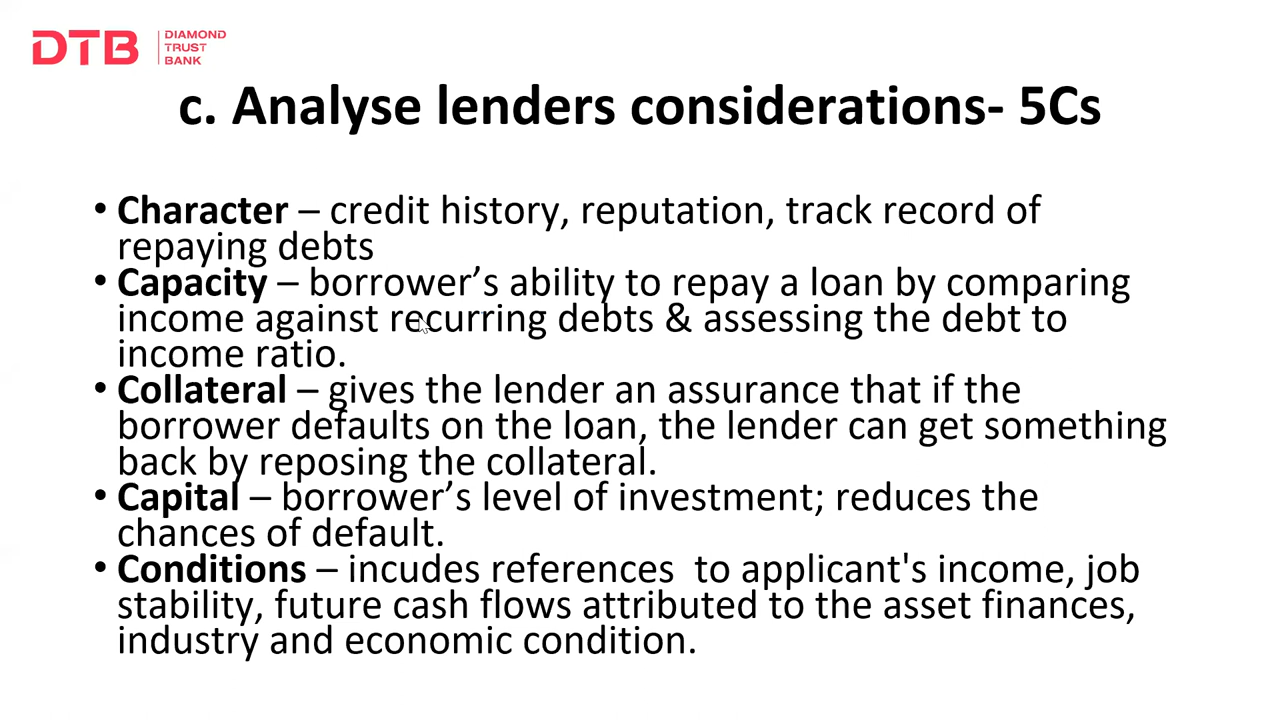 DTB DIAMOND
TRUST
BANK
c. Analyse lenders considerations- 5Cs
• Character – credit history, reputation, track record of
repaying debts
• Capacity – borrower’s ability to repay a loan by comparing
income against recurring debts & assessing the debt to
income ratio.
• Collateral – gives the lender an assurance that if the
borrower defaults on the loan, the lender can get something
back by reposing the collateral.
• Capital – borrower’s level of investment; reduces the
chances of default.
• Conditions – incudes references  to applicant's income, job
stability, future cash flows attributed to the asset finances,
industry and economic condition.